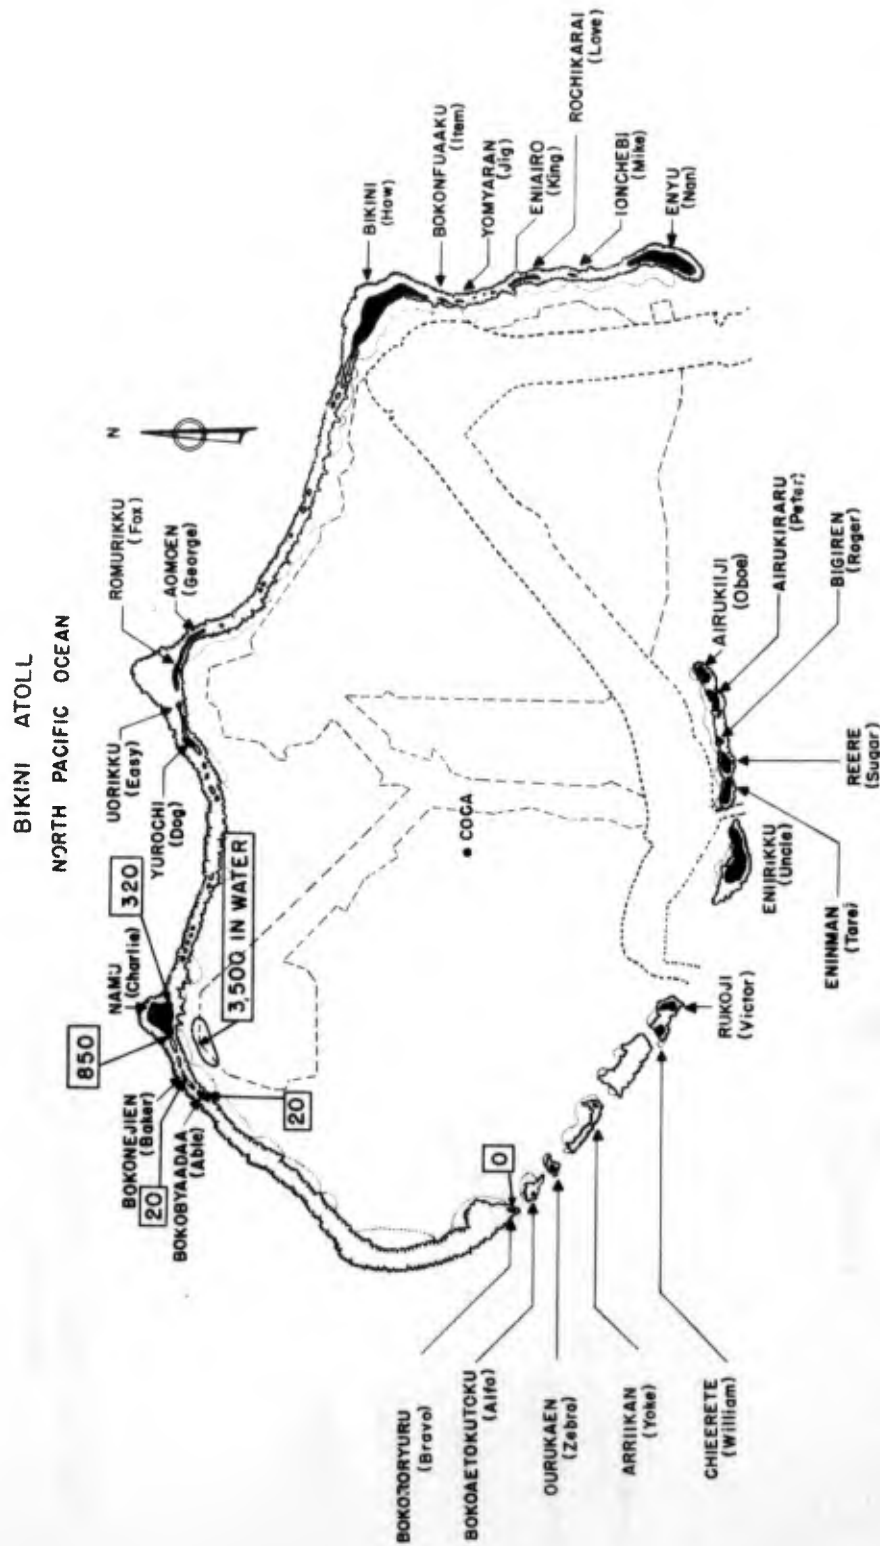 BIKINI ATOLL
NORTH PACIFIC OCEAN
N
ROMURIKKU
(Fox)
AOMOEN
(George)
UORIKKU
(Easy)
YUROCHI
(Dog)
NAMU
(Charlie)
320
850
3,500 IN WATER
BOKONEJIEN
(Baker)
20
BOKOBYAADAA
(Able)
20
BIKINI
(How)
BOKONFUAAKU
(Item)
YOMYARAN
(Jig)
ENIAIRO
(King)
ROCHIKARAI
(Love)
IONCHEBI
(Mike)
ENYU
(Nan)
COCA
0
BOKORORYURU
(Bravo)
BOKOAETOKUTOKU
(Alfa)
OURUKAEN
(Zebra)
ARRIIKAN
(Yoke)
CHIEERETE
(William)
RUKOJI
(Victor)
ENIIRIKKU
(Uncle)
ENINMAN
(Tare)
REERE
(Sugar)
BIGIREN
(Roger)
AIRUKIRARU
(Peter)
AIRUKIIJI
(Oboe)